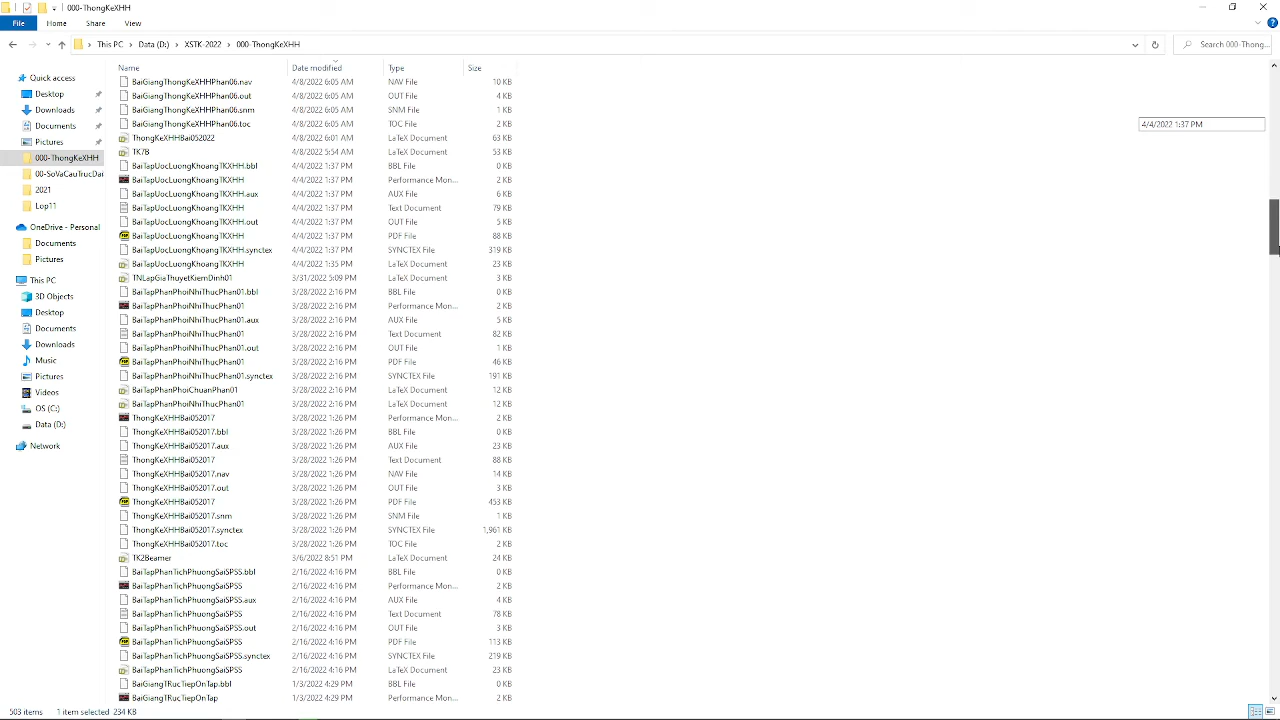 000-ThongKeXHH
File Home Share View
This PC Data (D:) XSTK-2022 000-ThongKeXHH Search 000-Thong...
Name Date modified Type Size
BaiGiangThongKeXHHPhan06.nav 4/8/2022 6:05 AM NAV File 10 KB
BaiGiangThongKeXHHPhan06.out 4/8/2022 6:05 AM OUT File 4 KB
BaiGiangThongKeXHHPhan06.snm 4/8/2022 6:05 AM SNM File 1 KB
BaiGiangThongKeXHHPhan06.toc 4/8/2022 6:05 AM TOC File 2 KB
ThongKeXHHBai052022 4/8/2022 6:01 AM LaTeX Document 63 KB
TK7B 4/8/2022 5:54 AM LaTeX Document 53 KB
BaiTapUocLuongKhoangTKXHH.bbl 4/4/2022 1:37 PM BBL File 0 KB
BaiTapUocLuongKhoangTKXHH 4/4/2022 1:37 PM Performance Mon... 2 KB
BaiTapUocLuongKhoangTKXHH.aux 4/4/2022 1:37 PM AUX File 6 KB
BaiTapUocLuongKhoangTKXHH 4/4/2022 1:37 PM Text Document 79 KB
BaiTapUocLuongKhoangTKXHH.out 4/4/2022 1:37 PM OUT File 5 KB
BaiTapUocLuongKhoangTKXHH 4/4/2022 1:37 PM PDF File 88 KB
BaiTapUocLuongKhoangTKXHH.synctex 4/4/2022 1:37 PM SYNCTEX File 319 KB
BaiTapUocLuongKhoangTKXHH 4/4/2022 1:35 PM LaTeX Document 23 KB
TNLapGiaThuyetKiemDinh01 3/31/2022 5:09 PM LaTeX Document 3 KB
BaiTapPhanPhoiNhiThucPhan01.bbl 3/28/2022 2:16 PM BBL File 0 KB
BaiTapPhanPhoiNhiThucPhan01 3/28/2022 2:16 PM Performance Mon... 2 KB
BaiTapPhanPhoiNhiThucPhan01.aux 3/28/2022 2:16 PM AUX File 5 KB
BaiTapPhanPhoiNhiThucPhan01 3/28/2022 2:16 PM Text Document 82 KB
BaiTapPhanPhoiNhiThucPhan01.out 3/28/2022 2:16 PM OUT File 1 KB
BaiTapPhanPhoiNhiThucPhan01 3/28/2022 2:16 PM PDF File 46 KB
BaiTapPhanPhoiNhiThucPhan01.synctex 3/28/2022 2:16 PM SYNCTEX File 191 KB
BaiTapPhanPhoiChuanPhan01 3/28/2022 2:16 PM LaTeX Document 12 KB
BaiTapPhanPhoiNhiThucPhan01 3/28/2022 2:16 PM LaTeX Document 12 KB
ThongKeXHHBai052017 3/28/2022 1:26 PM Performance Mon... 2 KB
ThongKeXHHBai052017.bbl 3/28/2022 1:26 PM BBL File 0 KB
ThongKeXHHBai052017.aux 3/28/2022 1:26 PM AUX File 23 KB
ThongKeXHHBai052017 3/28/2022 1:26 PM Text Document 88 KB
ThongKeXHHBai052017.nav 3/28/2022 1:26 PM NAV File 14 KB
ThongKeXHHBai052017.out 3/28/2022 1:26 PM OUT File 3 KB
ThongKeXHHBai052017 3/28/2022 1:26 PM PDF File 453 KB
ThongKeXHHBai052017.snm 3/28/2022 1:26 PM SNM File 1 KB
ThongKeXHHBai052017.synctex 3/28/2022 1:26 PM SYNCTEX File 1,961 KB
ThongKeXHHBai052017.toc 3/28/2022 1:26 PM TOC File 2 KB
TK2Beamer 3/6/2022 8:51 PM LaTeX Document 24 KB
BaiTapPhanTichPhuongSaiSPSS.bbl 2/16/2022 4:16 PM BBL File 0 KB
BaiTapPhanTichPhuongSaiSPSS 2/16/2022 4:16 PM Performance Mon... 2 KB
BaiTapPhanTichPhuongSaiSPSS.aux 2/16/2022 4:16 PM AUX File 4 KB
BaiTapPhanTichPhuongSaiSPSS 2/16/2022 4:16 PM Text Document 78 KB
BaiTapPhanTichPhuongSaiSPSS.out 2/16/2022 4:16 PM OUT File 3 KB
BaiTapPhanTichPhuongSaiSPSS 2/16/2022 4:16 PM PDF File 113 KB
BaiTapPhanTichPhuongSaiSPSS.synctex 2/16/2022 4:16 PM SYNCTEX File 219 KB
BaiTapPhanTichPhuongSaiSPSS 2/16/2022 4:16 PM LaTeX Document 23 KB
BaiGiangTRucTiepOnTap.bbl 1/3/2022 4:29 PM BBL File 0 KB
BaiGiangTRucTiepOnTap 1/3/2022 4:29 PM Performance Mon... 2 KB
Quick access
Desktop
Downloads
Documents
Pictures
000-ThongKeXHH
00-SoVaCauTrucDai
2021
Lop11
OneDrive - Personal
Documents
Pictures
This PC
3D Objects
Desktop
Documents
Downloads
Music
Pictures
Videos
OS (C:)
Data (D:)
Network
4/4/2022 1:37 PM
503 items 1 item selected 234 KB